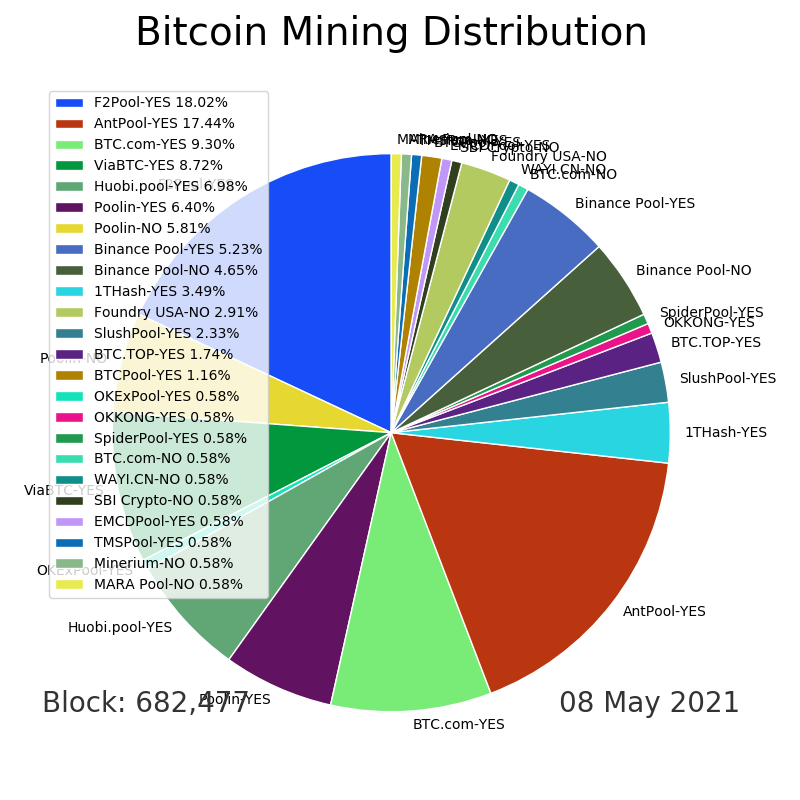 Bitcoin Mining Distribution
F2Pool-YES 18.02%
AntPool-YES 17.44%
BTC.com-YES 9.30%
ViaBTC-YES 8.72%
Huobi.pool-YES 6.98%
Poolin-YES 6.40%
Poolin-NO 5.81%
Binance Pool-YES 5.23%
Binance Pool-NO 4.65%
1THash-YES 3.49%
Foundry USA-NO 2.91%
SlushPool-YES 2.33%
BTC.TOP-YES 1.74%
BTCPool-YES 1.16%
OKExPool-YES 0.58%
OKKONG-YES 0.58%
SpiderPool-YES 0.58%
BTC.com-NO 0.58%
WAYI.CN-NO 0.58%
SBI Crypto-NO 0.58%
EMCDPool-YES 0.58%
TMSPool-YES 0.58%
Minerium-NO 0.58%
MARA Pool-NO 0.58%
MARA Pool-NO
SBI Crypto-NO
Foundry USA-NO
WAYI.CN-NO
BTC.com-NO
Binance Pool-YES
Binance Pool-NO
SpiderPool-YES
OKKONG-YES
BTC.TOP-YES
SlushPool-YES
1THash-YES
AntPool-YES
BTC.com-YES
Poolin-YES
Huobi.pool-YES
OKExPool-YES
ViaBTC-YES
Poolin-NO
Block: 682,477
08 May 2021